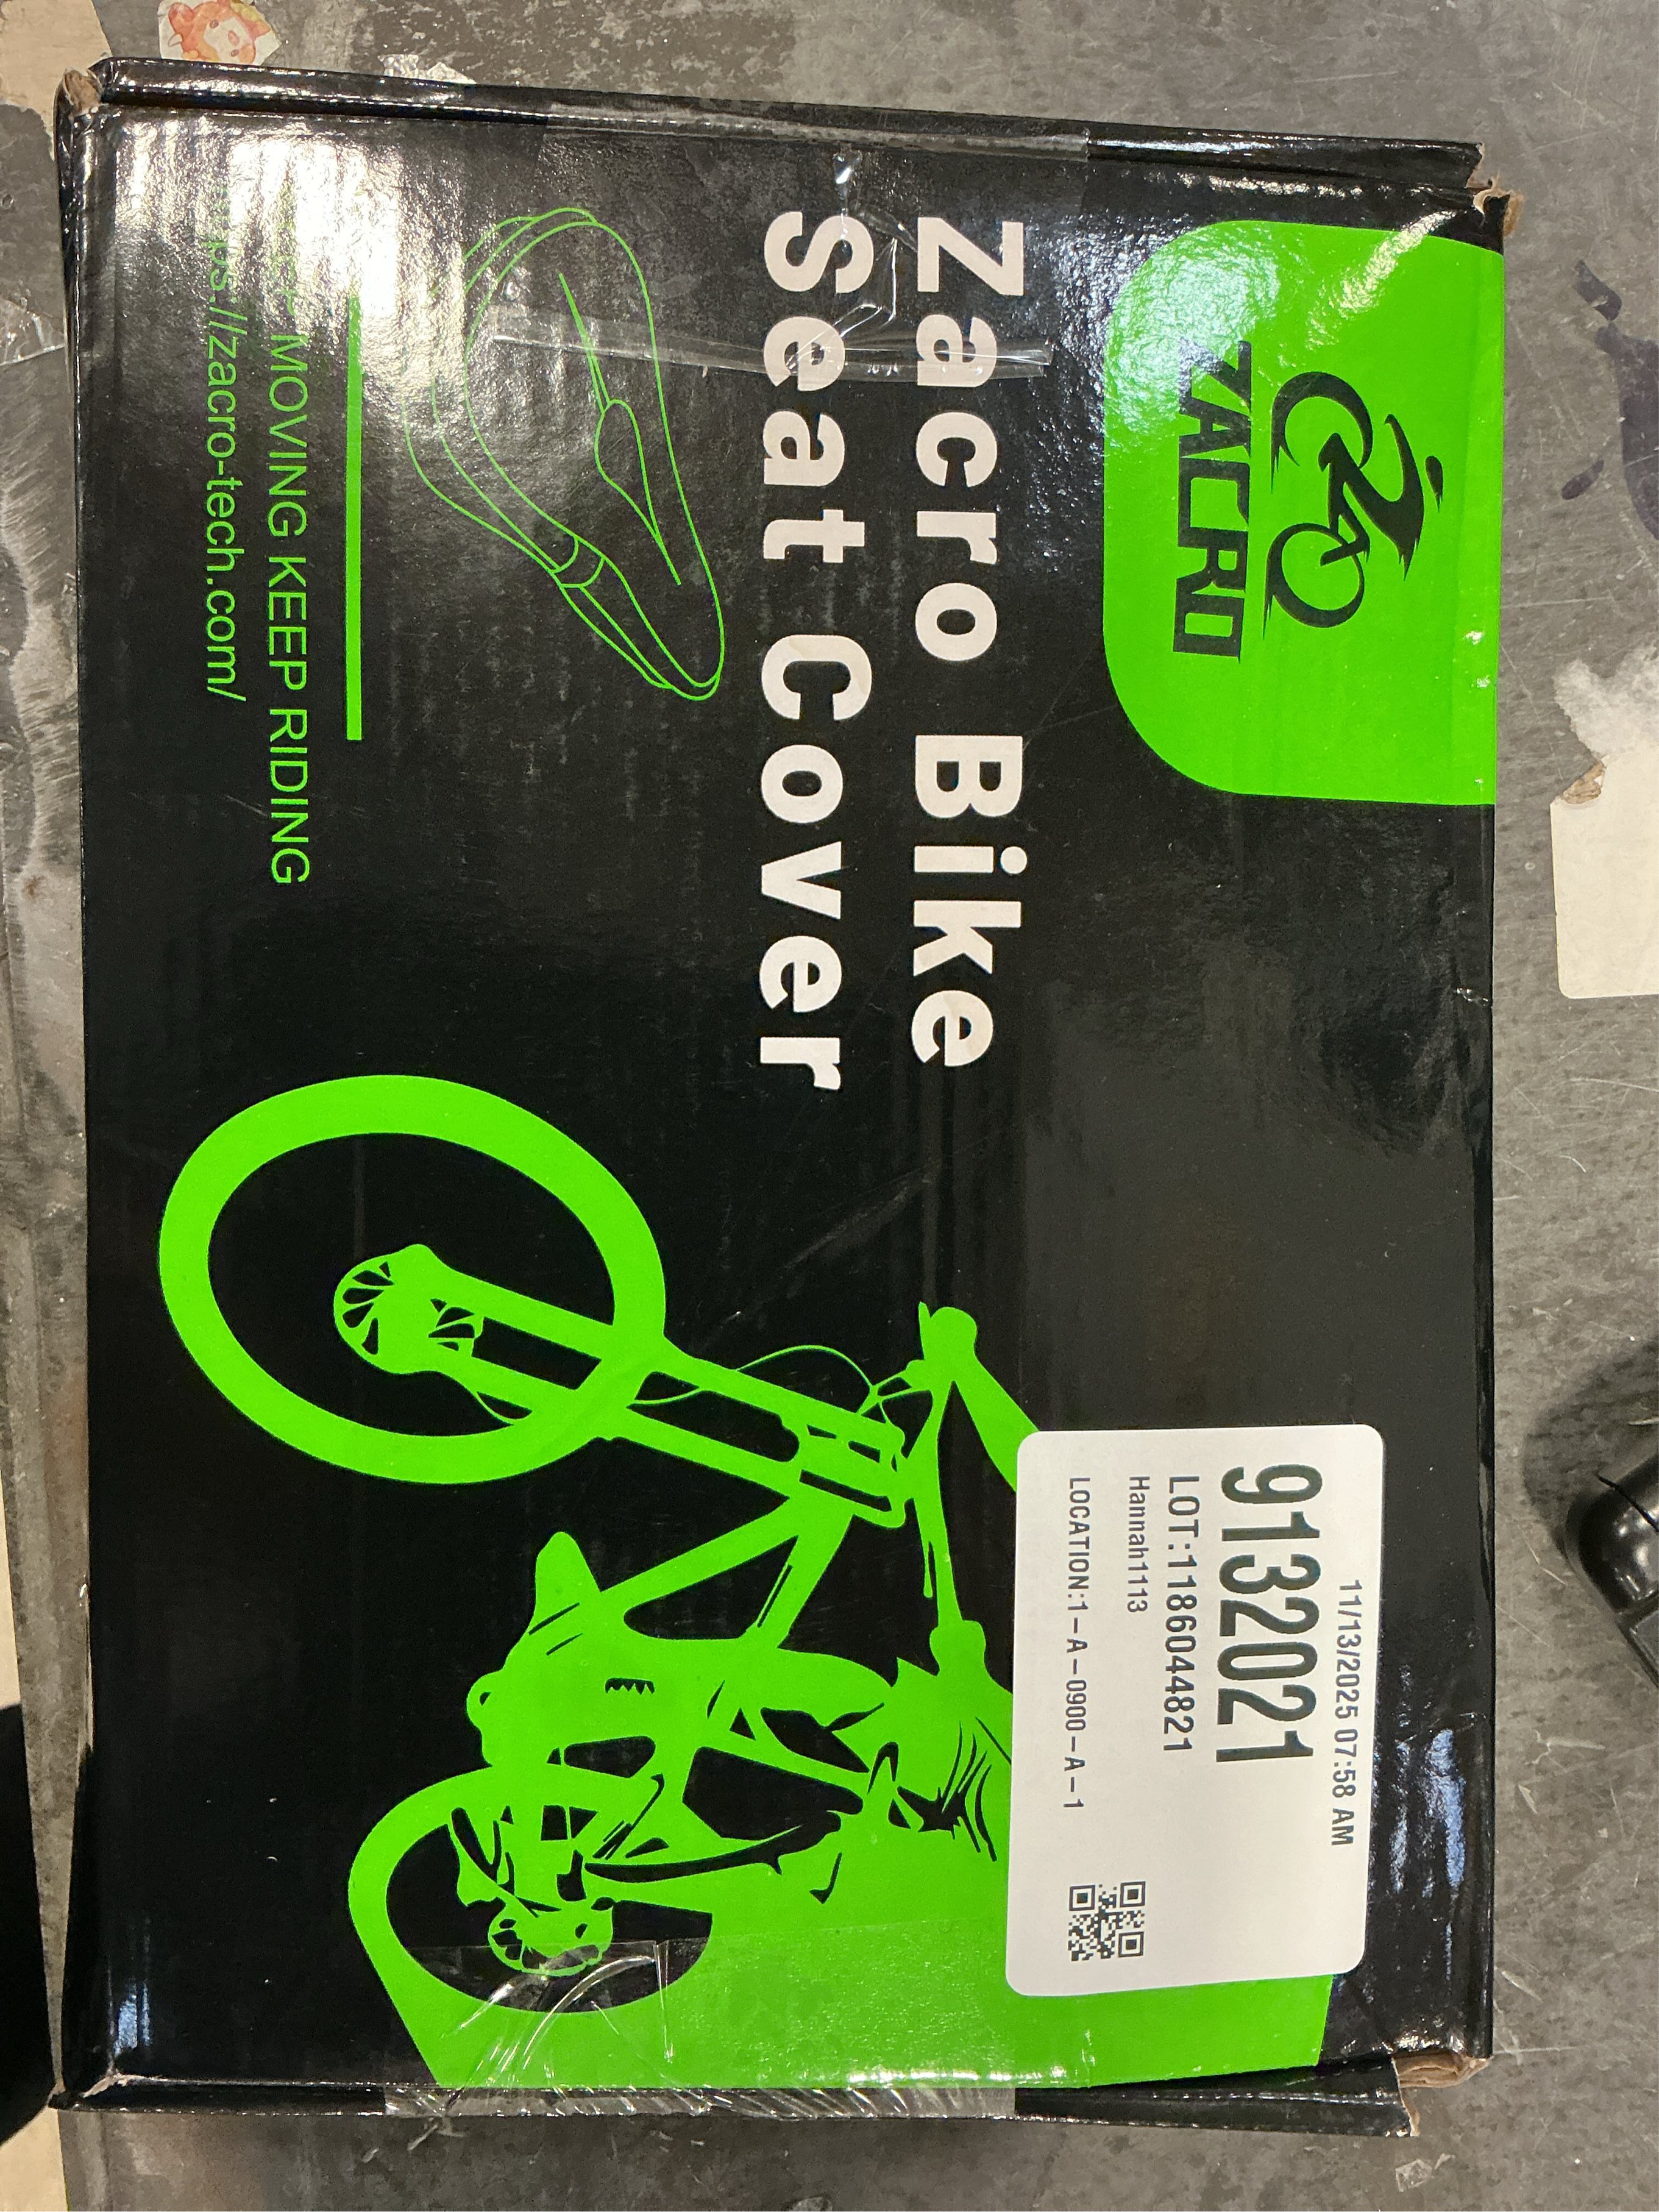 ZACRO
Zacro Bike
Seat Cover
MOVING KEEP RIDING
://zacro-tech.com/
11/13/2025 07:58 AM
9132021
LOT:1186044821
Hannah1113
LOCATION:1-A-0900-A-1